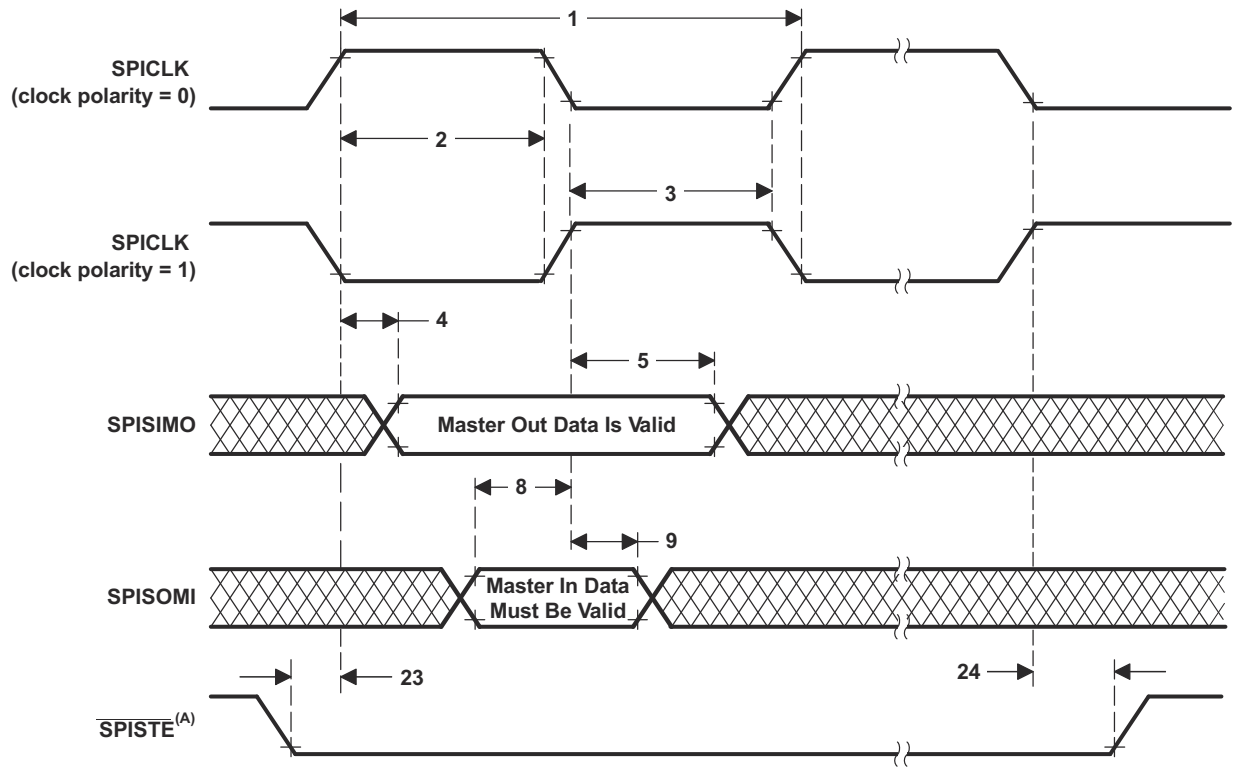 1
SPICLK
(clock polarity = 0)
2
3
SPICLK
(clock polarity = 1)
4
5
SPISIMO
Master Out Data Is Valid
8
9
SPISOMI
Master In Data
Must Be Valid
23
24
SPISTE(A)